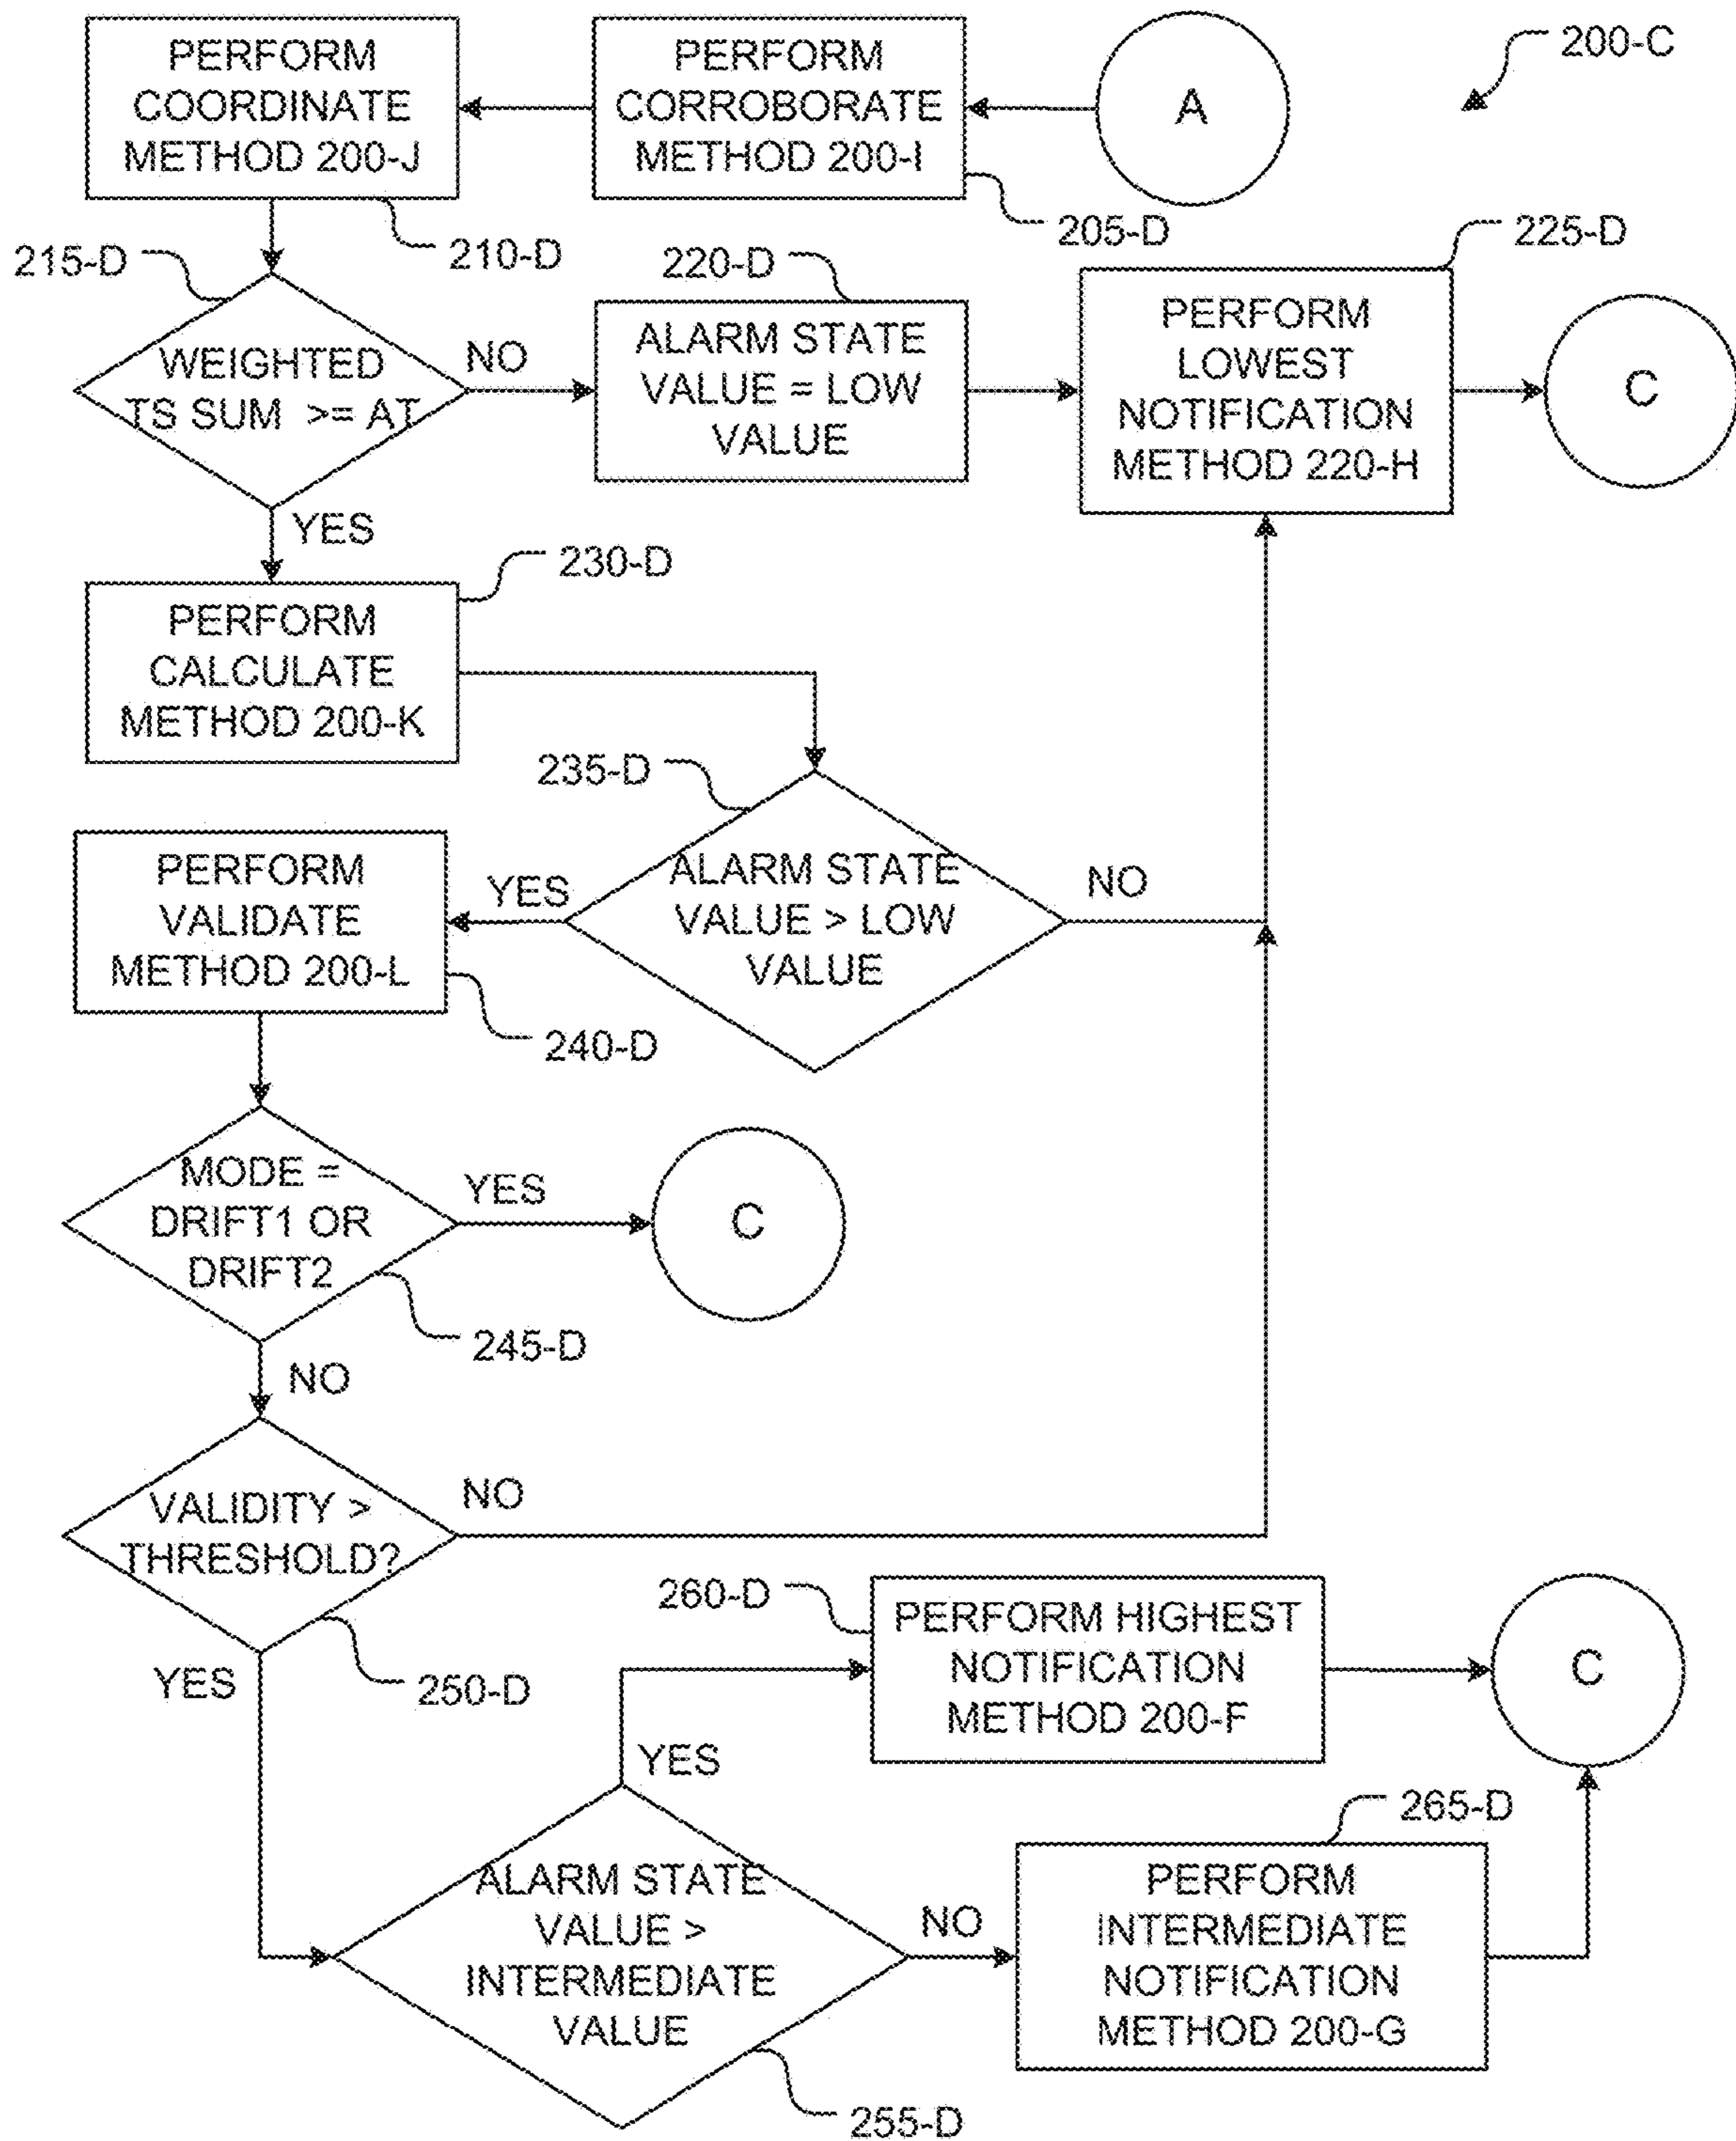 PERFORM
COORDINATE
METHOD 200-J
PERFORM
CORROBORATE
METHOD 200-I
A
200-C
210-D
205-D
215-D
WEIGHTED
TS SUM >= AT
NO
220-D
ALARM STATE
VALUE = LOW
VALUE
225-D
PERFORM
LOWEST
NOTIFICATION
METHOD 220-H
C
YES
230-D
PERFORM
CALCULATE
METHOD 200-K
235-D
ALARM STATE
VALUE > LOW
VALUE
YES
NO
PERFORM
VALIDATE
METHOD 200-L
240-D
MODE =
DRIFT1 OR
DRIFT2
YES
C
245-D
NO
VALIDITY >
THRESHOLD?
NO
YES
250-D
260-D
PERFORM HIGHEST
NOTIFICATION
METHOD 200-F
C
YES
ALARM STATE
VALUE >
INTERMEDIATE
VALUE
NO
265-D
PERFORM
INTERMEDIATE
NOTIFICATION
METHOD 200-G
255-D